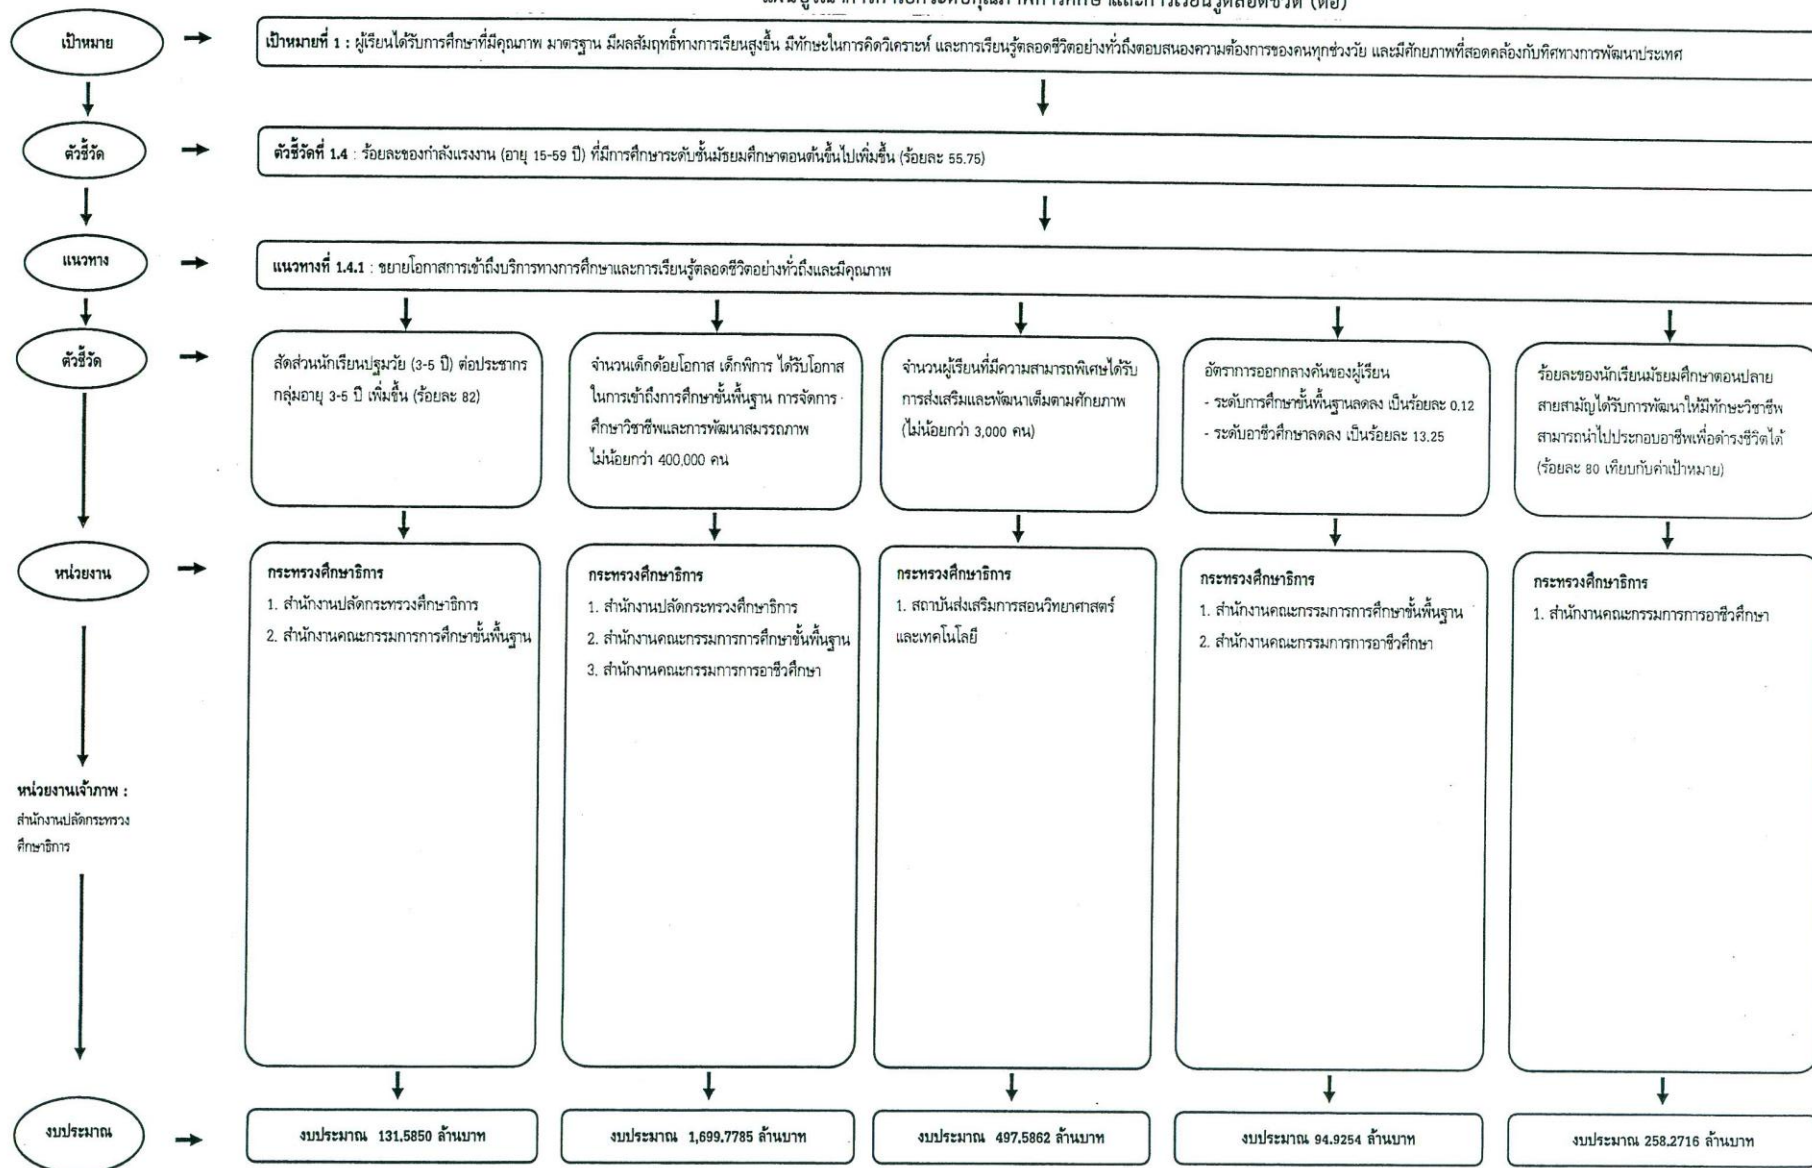 เป้าหมาย
เป้าหมายที่ 1 : ผู้เรียนได้รับการศึกษาที่มีคุณภาพ มาตรฐาน มีผลสัมฤทธิ์ทางการเรียนสูงขึ้น มีทักษะในการคิดวิเคราะห์ และการเรียนรู้ตลอดชีวิตอย่างทั่วถึงตอบสนองความต้องการของคนทุกช่วงวัย และมีศักยภาพที่สอดคล้องกับทิศทางการพัฒนาประเทศ
ตัวชี้วัด
ตัวชี้วัดที่ 1.4 : ร้อยละของกำลังแรงงาน (อายุ 15-59 ปี) ที่มีการศึกษาระดับชั้นมัธยมศึกษาตอนต้นขึ้นไปเพิ่มขึ้น (ร้อยละ 55.75)
แนวทาง
แนวทางที่ 1.4.1 : ขยายโอกาสการเข้าถึงบริการทางการศึกษาและการเรียนรู้ตลอดชีวิตอย่างทั่วถึงและมีคุณภาพ
ตัวชี้วัด
สัดส่วนนักเรียนปฐมวัย (3-5 ปี) ต่อประชากร
กลุ่มอายุ 3-5 ปี เพิ่มขึ้น (ร้อยละ 82)
จำนวนเด็กด้อยโอกาส เด็กพิการ ได้รับโอกาส
ในการเข้าถึงการศึกษาขั้นพื้นฐาน การจัดการ
ศึกษาวิชาชีพและการพัฒนาสมรรถภาพ
ไม่น้อยกว่า 400,000 คน
จำนวนผู้เรียนที่มีความสามารถพิเศษได้รับ
การส่งเสริมและพัฒนาเต็มตามศักยภาพ
(ไม่น้อยกว่า 3,000 คน)
อัตราการออกกลางคันของผู้เรียน
- ระดับการศึกษาขั้นพื้นฐานลดลง เป็นร้อยละ 0.12
- ระดับอาชีวศึกษาลดลง เป็นร้อยละ 13.25
ร้อยละของนักเรียนมัธยมศึกษาตอนปลาย
สายสามัญได้รับการพัฒนาให้มีทักษะวิชาชีพ
สามารถนำไปประกอบอาชีพเพื่อดำรงชีวิตได้
(ร้อยละ 80 เทียบกับค่าเป้าหมาย)
หน่วยงาน
กระทรวงศึกษาธิการ
1. สำนักงานปลัดกระทรวงศึกษาธิการ
2. สำนักงานคณะกรรมการการศึกษาขั้นพื้นฐาน
กระทรวงศึกษาธิการ
1. สำนักงานปลัดกระทรวงศึกษาธิการ
2. สำนักงานคณะกรรมการการศึกษาขั้นพื้นฐาน
3. สำนักงานคณะกรรมการการอาชีวศึกษา
กระทรวงศึกษาธิการ
1. สถาบันส่งเสริมการสอนวิทยาศาสตร์
และเทคโนโลยี
กระทรวงศึกษาธิการ
1. สำนักงานคณะกรรมการการศึกษาขั้นพื้นฐาน
2. สำนักงานคณะกรรมการการอาชีวศึกษา
กระทรวงศึกษาธิการ
1. สำนักงานคณะกรรมการการอาชีวศึกษา
หน่วยงานเจ้าภาพ :
สำนักงานปลัดกระทรวง
ศึกษาธิการ
งบประมาณ
งบประมาณ 131.5850 ล้านบาท
งบประมาณ 1,699.7785 ล้านบาท
งบประมาณ 497.5862 ล้านบาท
งบประมาณ 94.9254 ล้านบาท
งบประมาณ 258.2716 ล้านบาท